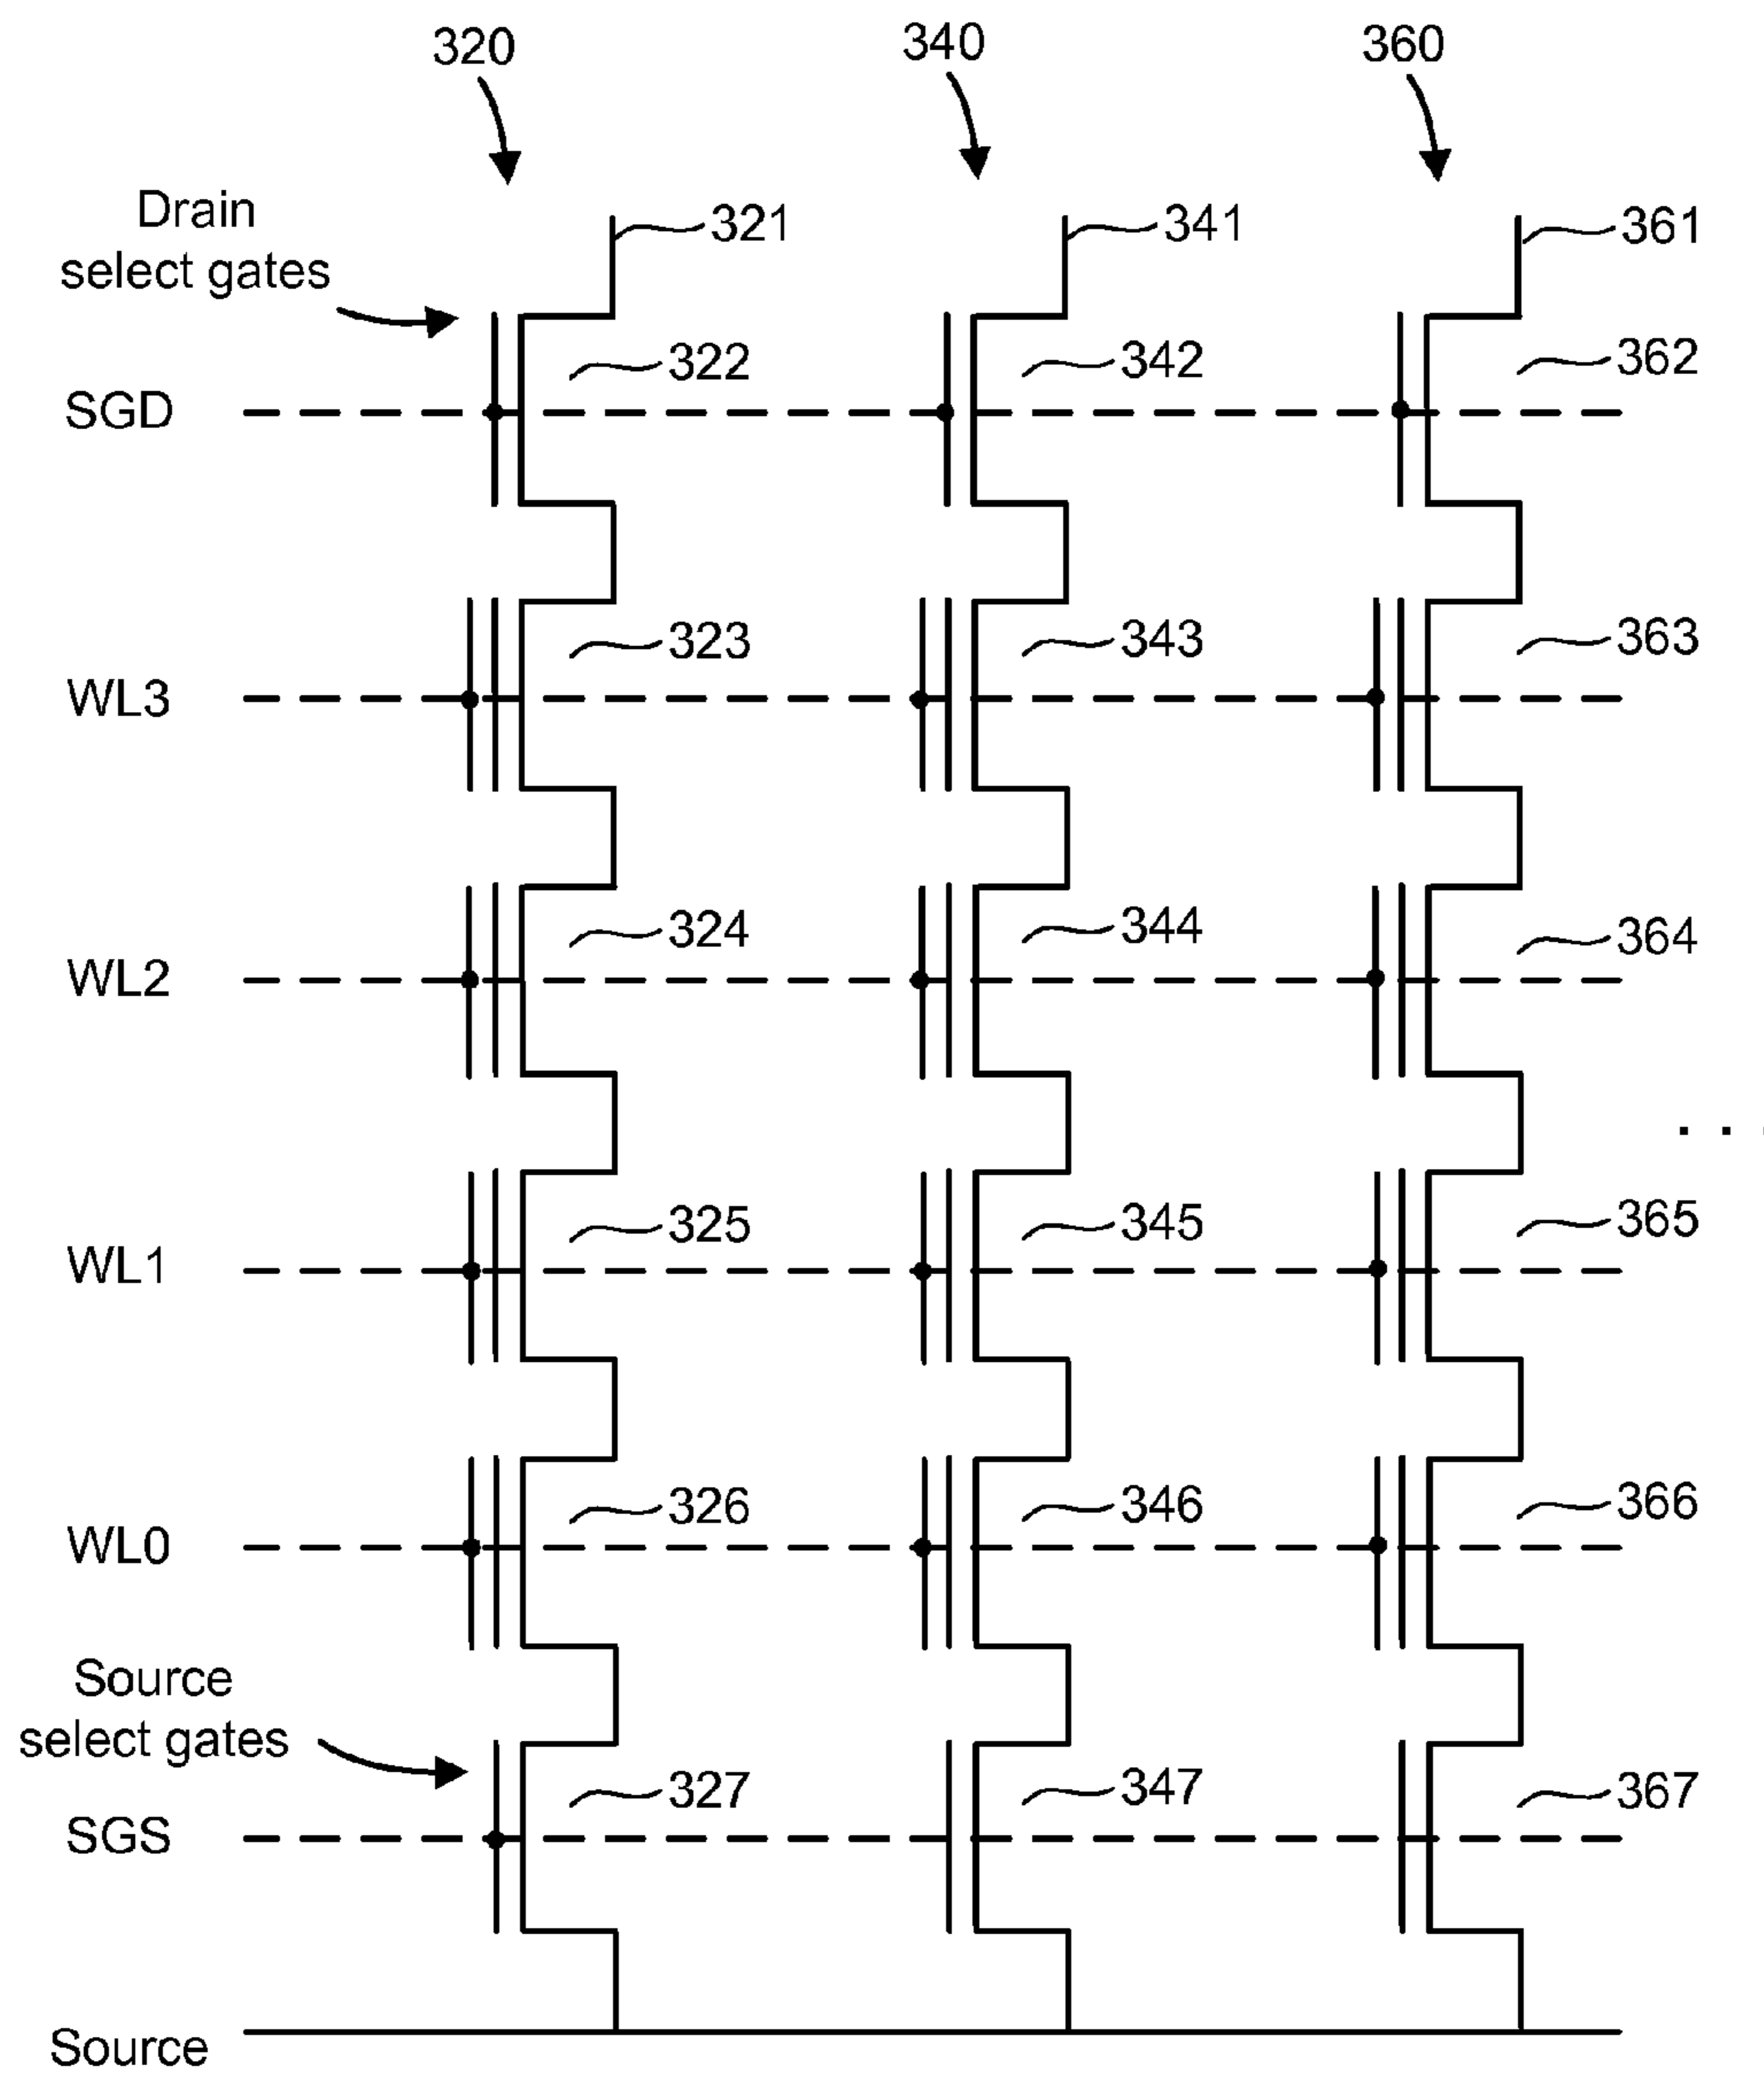 320 340 360
Drain
select gates
321 341 361
322 342 362
SGD
323 343 363
WL3
324 344 364
WL2
. . .
325 345 365
WL1
326 346 366
WL0
Source
select gates
327 347 367
SGS
Source